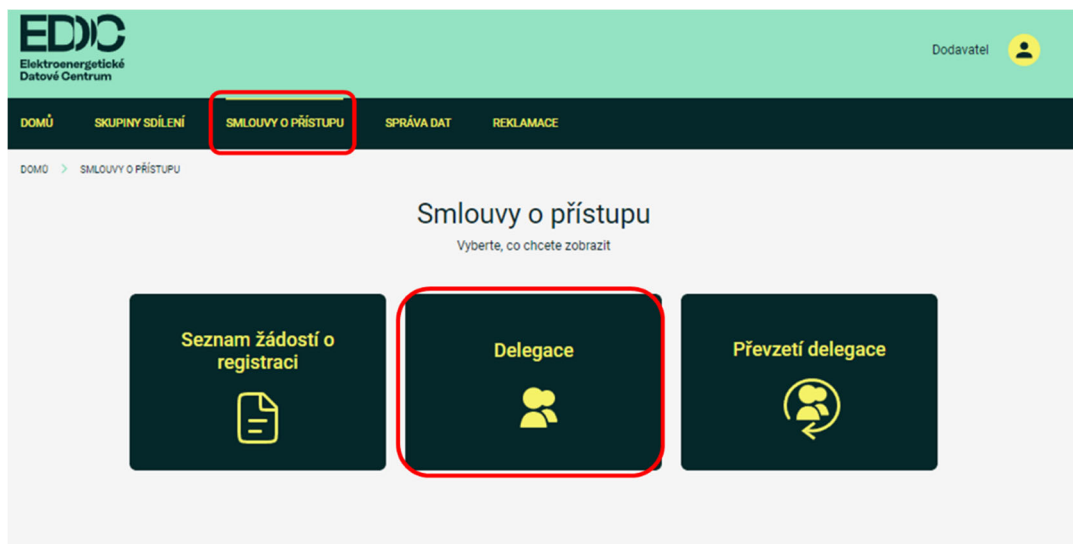 EDC
Elektroenergetické
Datové Centrum
Dodavatel
DOMŮ SKUPINY SDÍLENÍ SMLOUVY O PŘÍSTUPU SPRÁVA DAT REKLAMACE
DOMŮ > SMLOUVY O PŘÍSTUPU
Smlouvy o přístupu
Vyberte, co chcete zobrazit
Seznam žádostí o
registraci
Delegace
Převzetí delegace